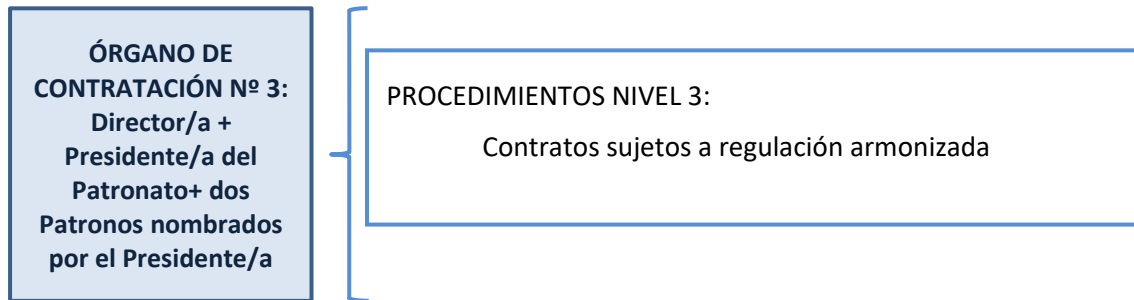 ÓRGANO DE
CONTRATACIÓN Nº 3:
Director/a +
Presidente/a del
Patronato+ dos
Patronos nombrados
por el Presidente/a
PROCEDIMIENTOS NIVEL 3:
Contratos sujetos a regulación armonizada